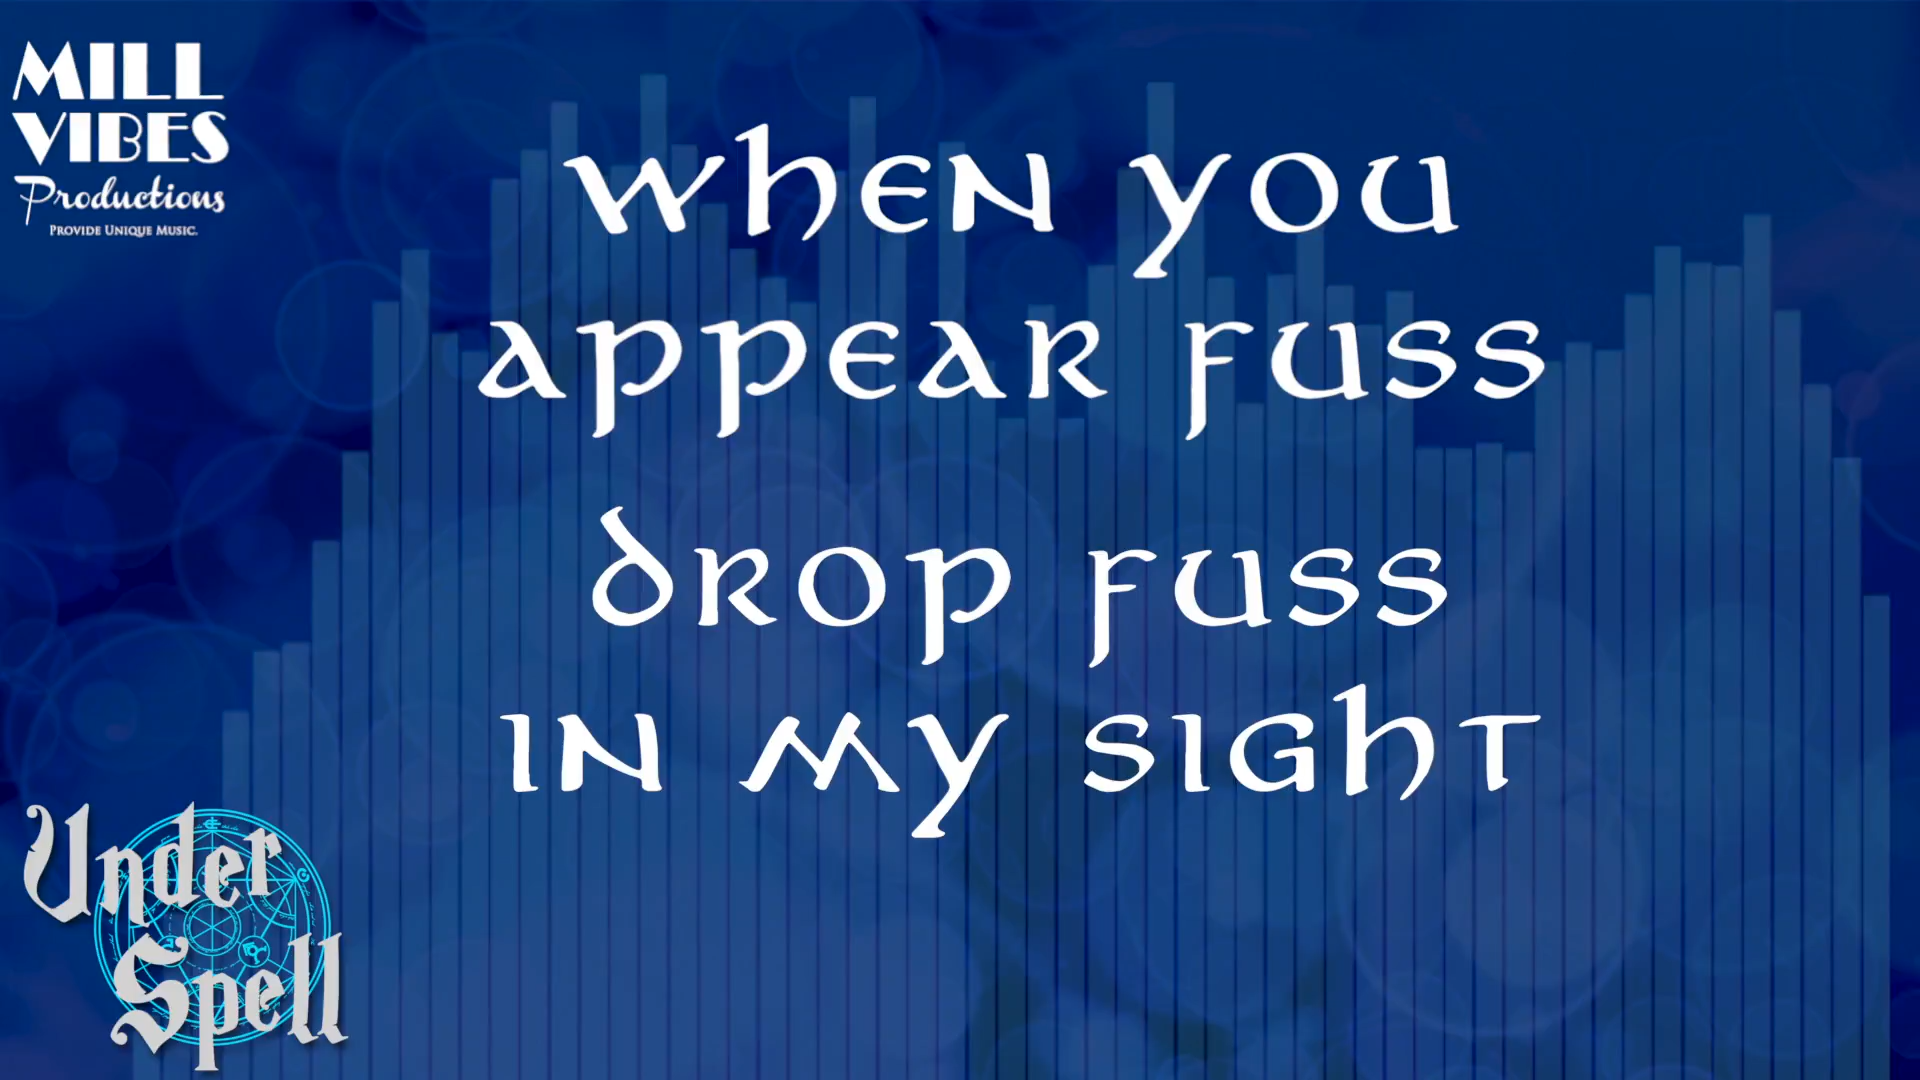 MILL
VIBES
Productions
PROVIDE UNIQUE MUSIC.
WHEN YOU
APPEAR FUSS
DROP FUSS
IN MY SIGHT
Under
Spell